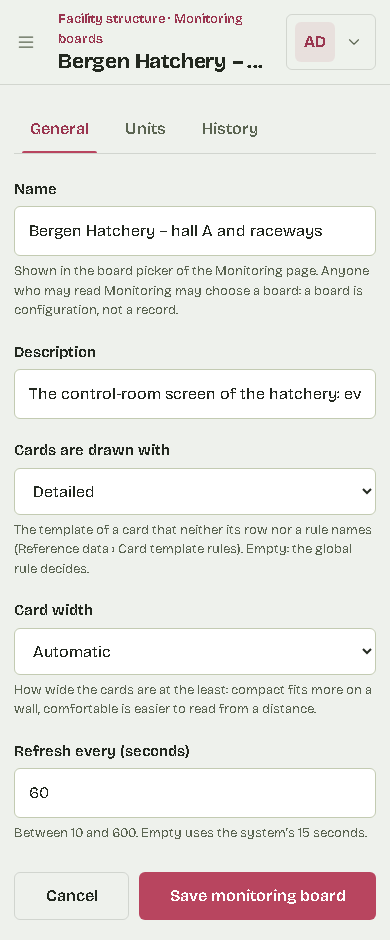 Facility structure · Monitoring
boards
Bergen Hatchery – ...
AD
General
Units
History
Name
Bergen Hatchery – hall A and raceways
Shown in the board picker of the Monitoring page. Anyone
who may read Monitoring may choose a board: a board is
configuration, not a record.
Description
The control-room screen of the hatchery: ev
Cards are drawn with
Detailed
The template of a card that neither its row nor a rule names
(Reference data › Card template rules). Empty: the global
rule decides.
Card width
Automatic
How wide the cards are at the least: compact fits more on a
wall, comfortable is easier to read from a distance.
Refresh every (seconds)
60
Between 10 and 600. Empty uses the system's 15 seconds.
Cancel
Save monitoring board